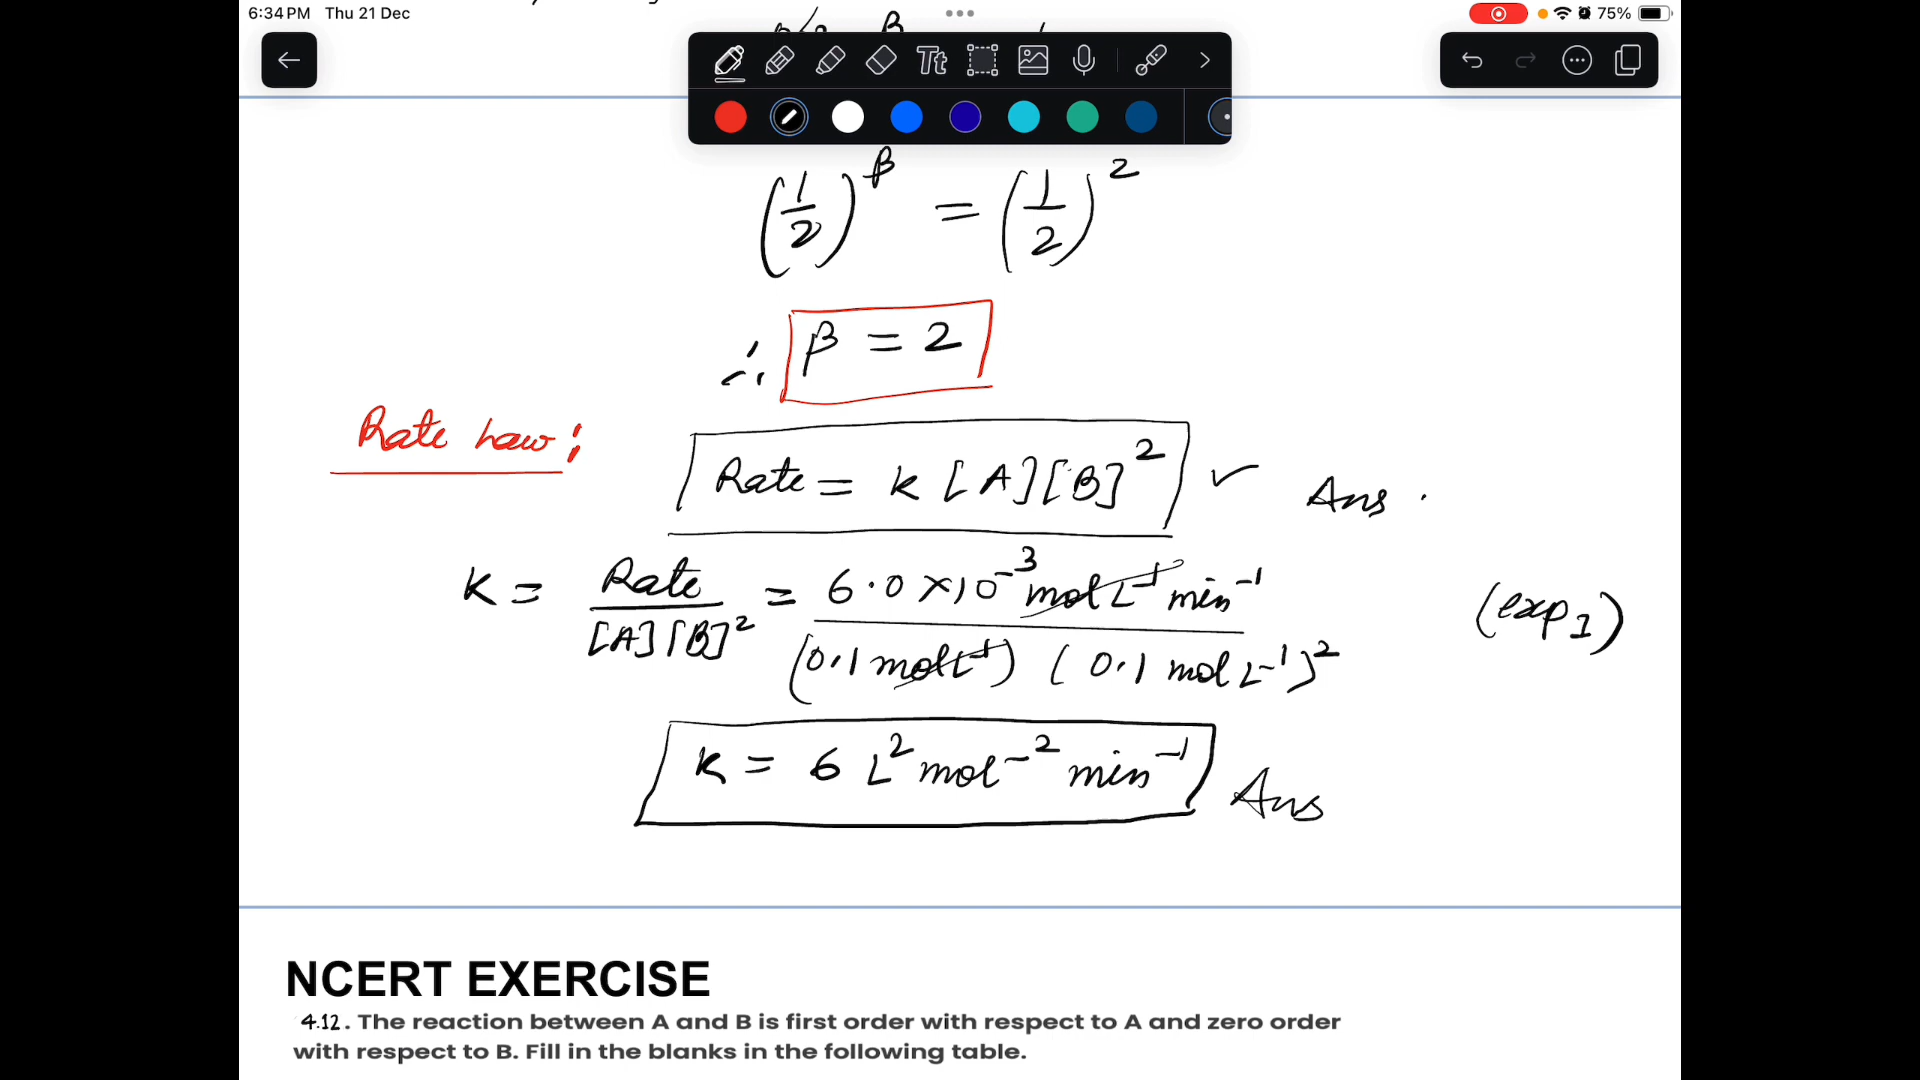 6:34 PM Thu 21 Dec
75%
Tt
(1/2)^β = (1/2)^2
∴ β = 2
Rate Law:
Rate = k [A][B]^2 ✓ Ans.
K = Rate/[A][B]^2 = 6.0 × 10^-3 mol L^-1 min^-1/(0.1 mol L^-1) (0.1 mol L^-1)^2 (exp 1)
K = 6 L^2 mol^-2 min^-1 Ans
NCERT EXERCISE
4.12. The reaction between A and B is first order with respect to A and zero order
with respect to B. Fill in the blanks in the following table.